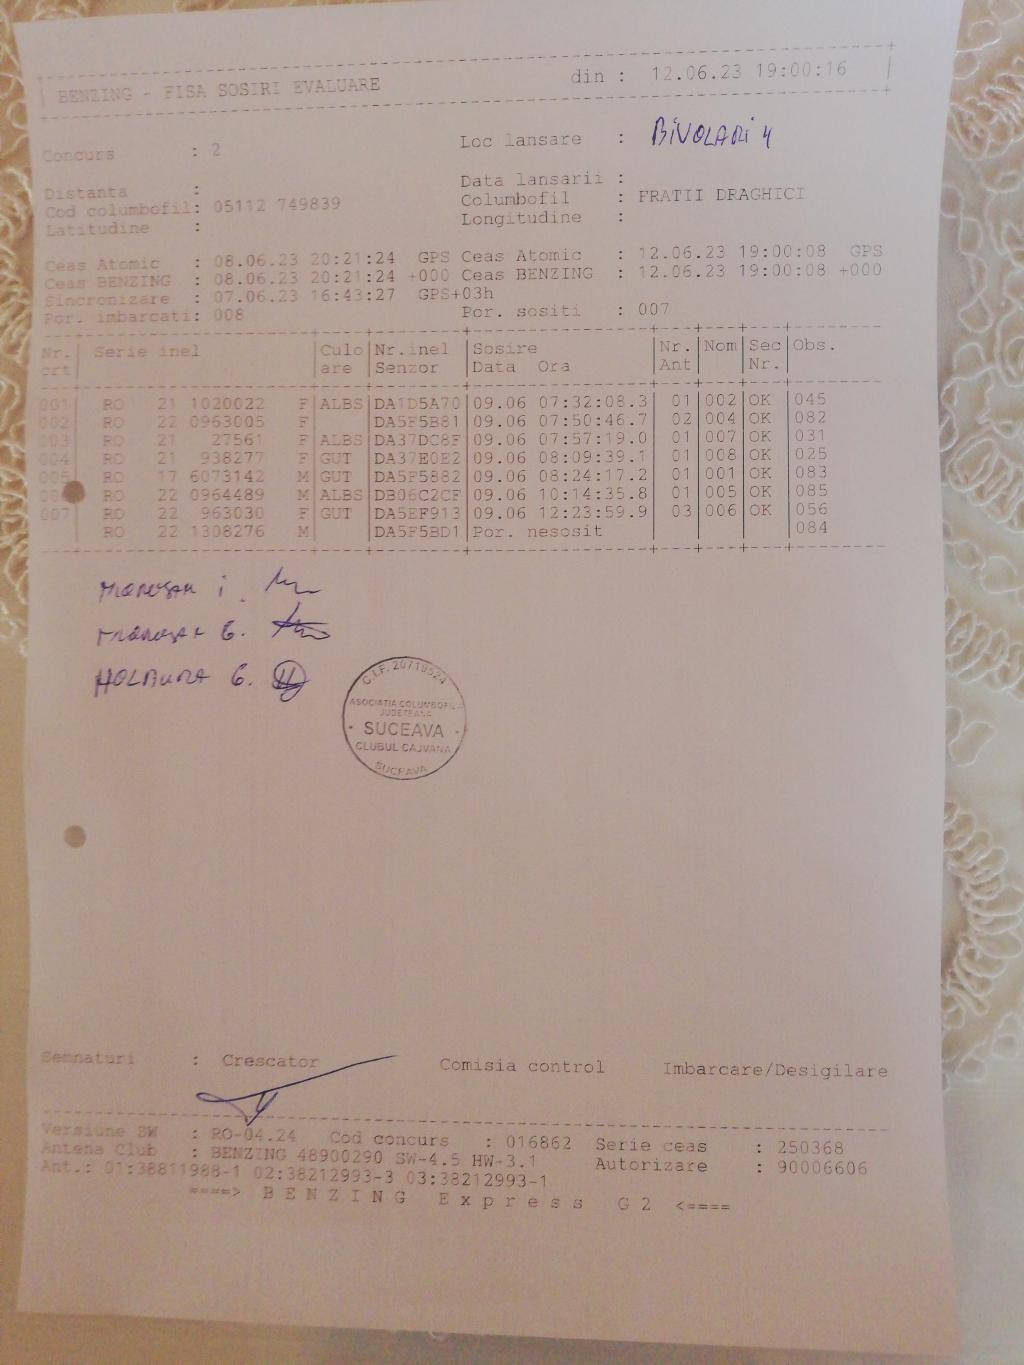 BENZING - FISA SOSIRI EVALUARE din : 12.06.23 19:00:16
Concurs : 2 Loc lansare : BIVOLARI 4
Distanta : Data lansarii :
Cod columbofil: 05112 749839 Columbofil : FRATII DRAGHICI
Latitudine : Longitudine :
Ceas Atomic : 08.06.23 20:21:24 GPS Ceas Atomic : 12.06.23 19:00:08 GPS
Ceas BENZING : 08.06.23 20:21:24 +000 Ceas BENZING : 12.06.23 19:00:08 +000
Sincronizare : 07.06.23 16:43:27 GPS+03h
Por. imbarcati: 008 Por. sositi : 007
Nr. Serie inel Culo Nr.inel Sosire Nr. Nom Sec Obs.
crt are Senzor Data Ora Ant Nr.
001 RO 21 1020022 F ALBS DA1D5A70 09.06 07:32:08.3 01 002 OK 045
002 RO 22 0963005 F DA5F5B81 09.06 07:50:46.7 02 004 OK 082
003 RO 21 27561 F ALBS DA37DC8F 09.06 07:57:19.0 01 007 OK 031
004 RO 21 938277 F GUT DA37E0E2 09.06 08:09:39.1 01 008 OK 025
005 RO 17 6073142 M GUT DA5F5882 09.06 08:24:17.2 01 001 OK 083
RO 22 0964489 M ALBS DB06C2CF 09.06 10:14:35.8 01 005 OK 085
007 RO 22 963030 F GUT DA5EF913 09.06 12:23:59.9 03 006 OK 056
RO 22 1308276 M DA5F5BD1 Por. nesosit 084
i.
G.
G.
C.I.F. 20719524
ASOCIATIA COLUMBOFILA
JUDETEANA
SUCEAVA
CLUBUL CAJVANA
SUCEAVA
Semnaturi : Crescator Comisia control Imbarcare/Desigilare
Versiune SW : RO-04.24 Cod concurs : 016862 Serie ceas : 250368
Antena Club : BENZING 48900290 SW-4.5 HW-3.1 Autorizare : 90006606
Ant.: 01:38811988-1 02:38212993-3 03:38212993-1
====> BENZING Express G2 <====